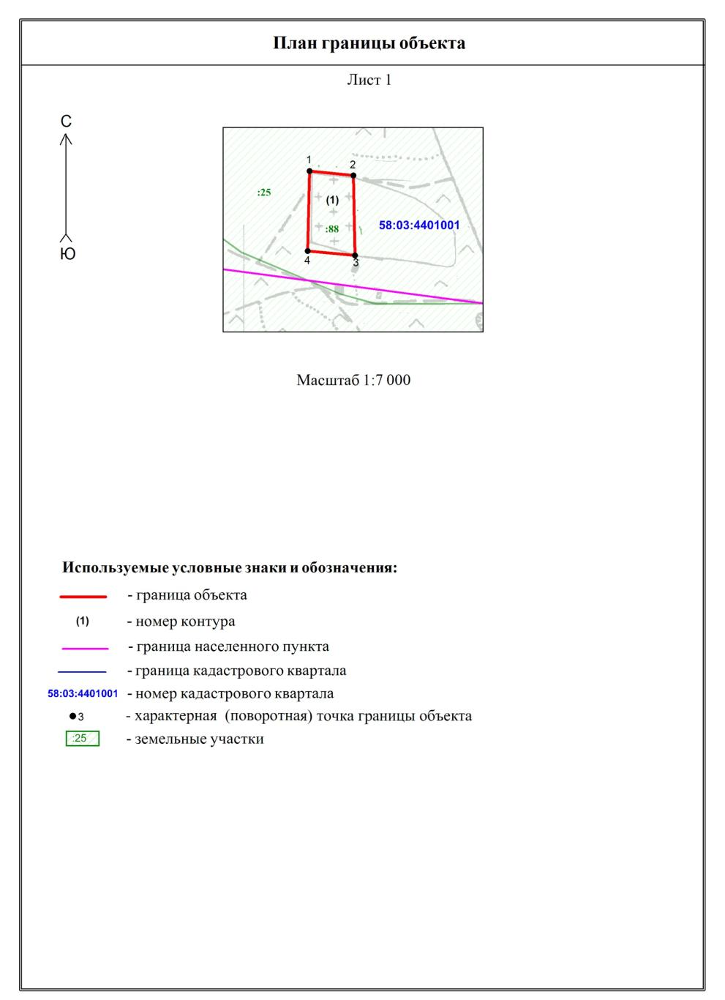 План границы объекта
Лист 1
С
Ю
1
2
:25
(1)
58:03:4401001
:88
4
3
Масштаб 1:7 000
Используемые условные знаки и обозначения:
- граница объекта
(1) - номер контура
- граница населенного пункта
- граница кадастрового квартала
58:03:4401001 - номер кадастрового квартала
3 - характерная (поворотная) точка границы объекта
:25 - земельные участки